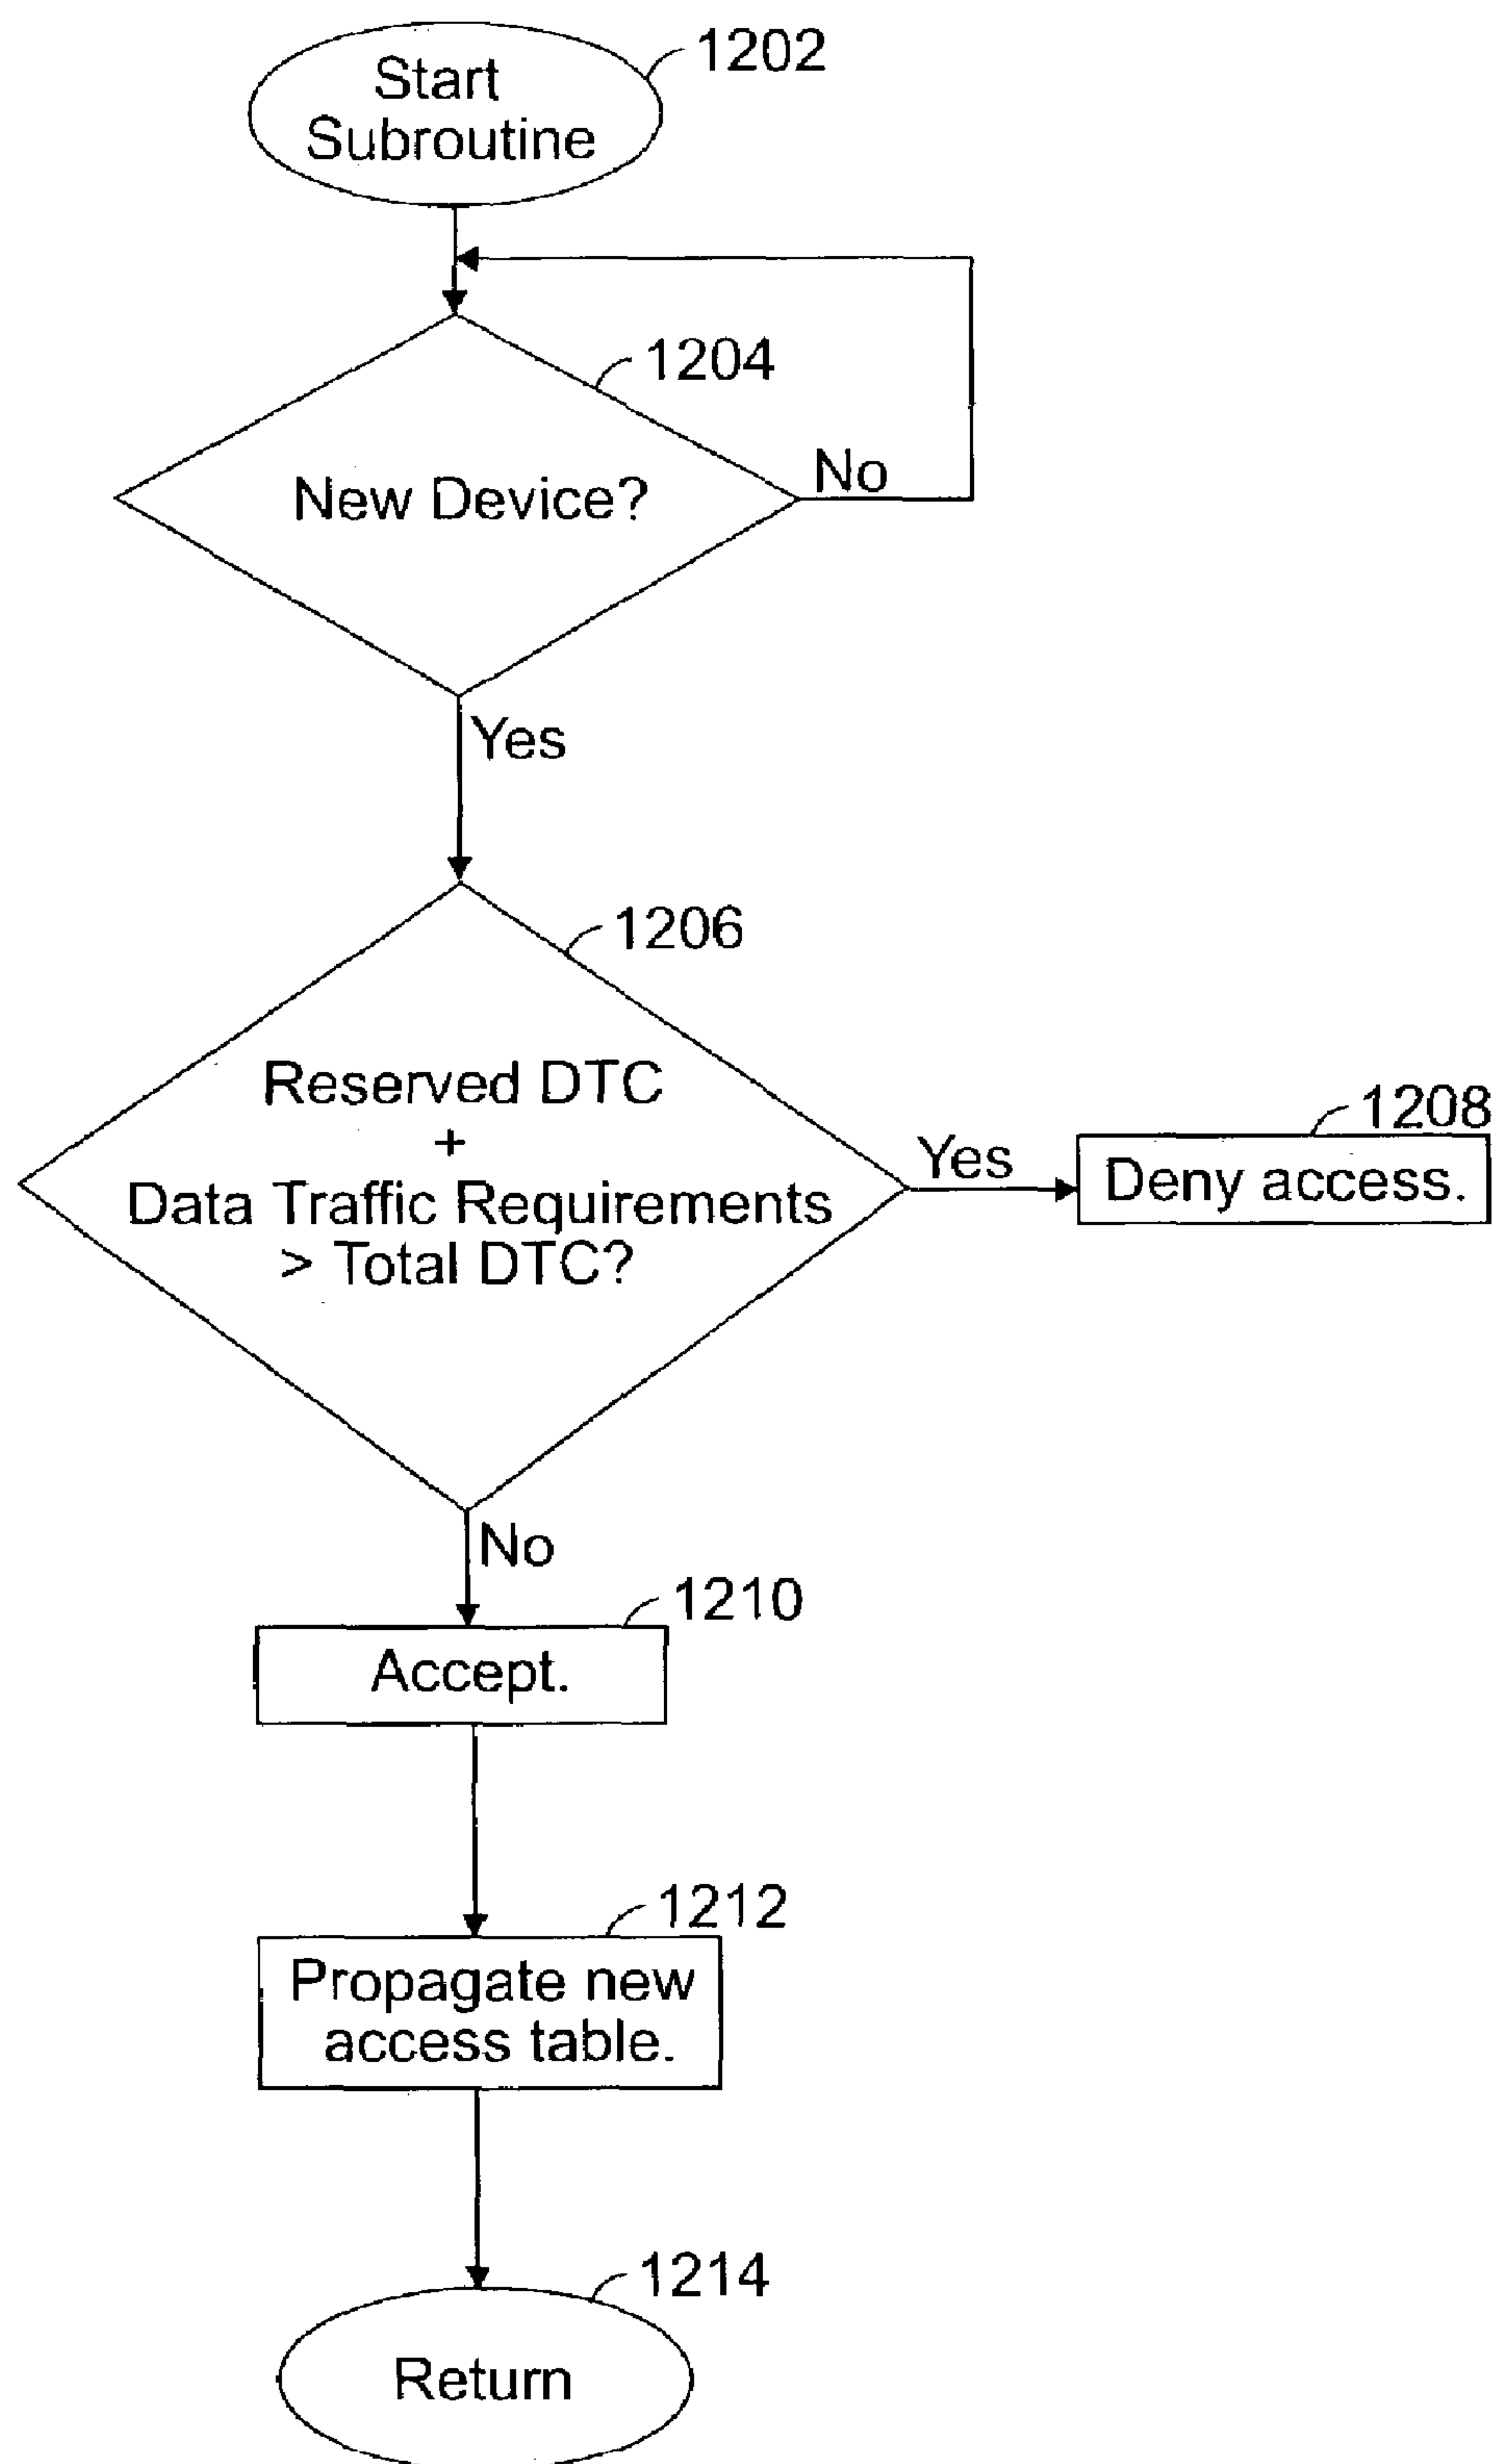 1202
Start
Subroutine
1204
New Device?
No
Yes
1206
Reserved DTC
+
Data Traffic Requirements
> Total DTC?
Yes
1208
Deny access.
No
1210
Accept.
1212
Propagate new
access table.
1214
Return